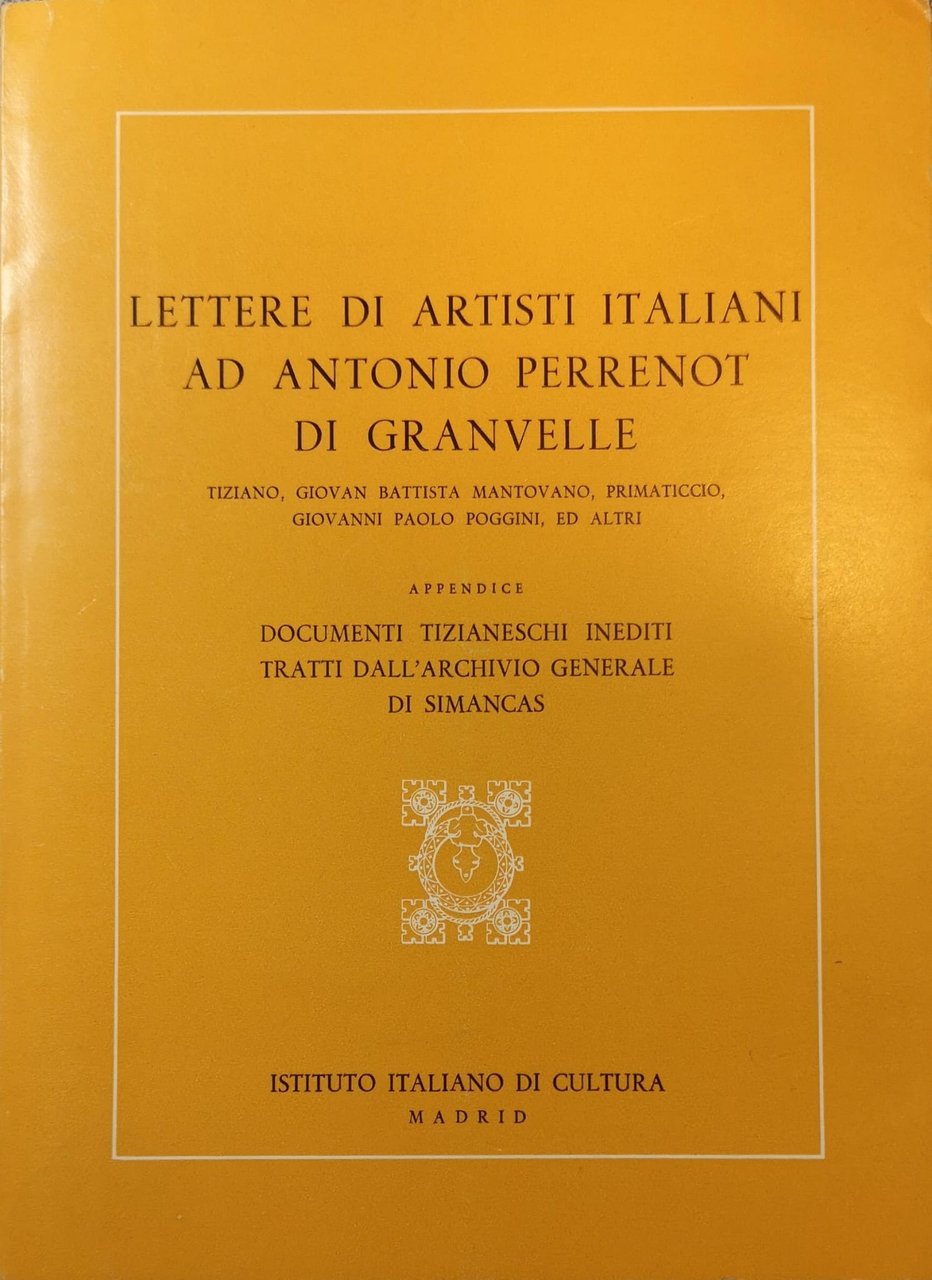 LETTERE DI ARTISTI ITALIANI
AD ANTONIO PERRENOT
DI GRANVELLE
TIZIANO, GIOVAN BATTISTA MANTOVANO, PRIMATICCIO,
GIOVANNI PAOLO POGGINI, ED ALTRI
APPENDICE
DOCUMENTI TIZIANESCHI INEDITI
TRATTI DALL'ARCHIVIO GENERALE
DI SIMANCAS
ISTITUTO ITALIANO DI CULTURA
MADRID